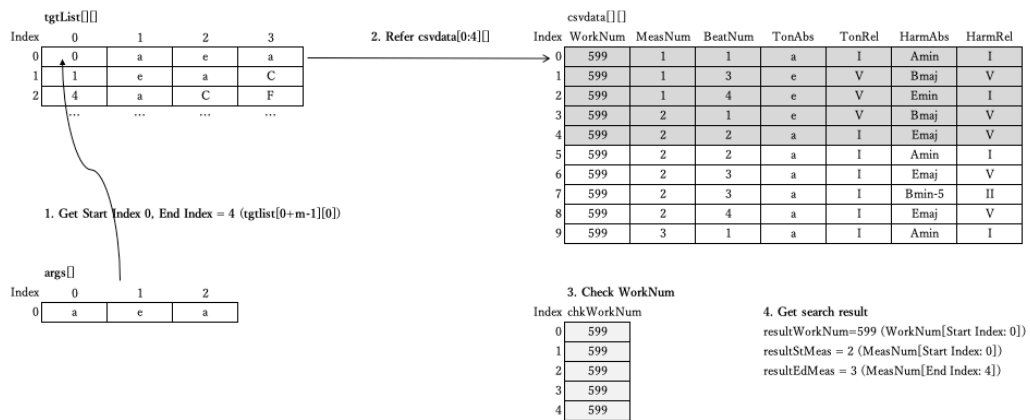 tgtList[][]
Index 0 1 2 3
0 0 a e a
1 1 e a C
2 4 a C F
... ... ... ...
1. Get Start Index 0, End Index = 4 (tgtlist[0+m-1][0])
args[]
Index 0 1 2
0 a e a
2. Refer csvdata[0:4][]
csvdata[][]
Index WorkNum MeasNum BeatNum TonAbs TonRel HarmAbs HarmRel
0 599 1 1 a I Amin I
1 599 1 3 e V Bmaj V
2 599 1 4 e V Emin I
3 599 2 1 e V Bmaj V
4 599 2 2 a I Emaj V
5 599 2 2 a I Amin I
6 599 2 3 a I Emaj V
7 599 2 3 a I Bmin-5 II
8 599 2 4 a I Emaj V
9 599 3 1 a I Amin I
3. Check WorkNum
Index chkWorkNum
0 599
1 599
2 599
3 599
4 599
4. Get search result
resultWorkNum=599 (WorkNum[Start Index: 0])
resultStMeas = 2 (MeasNum[Start Index: 0])
resultEdMeas = 3 (MeasNum[End Index: 4])